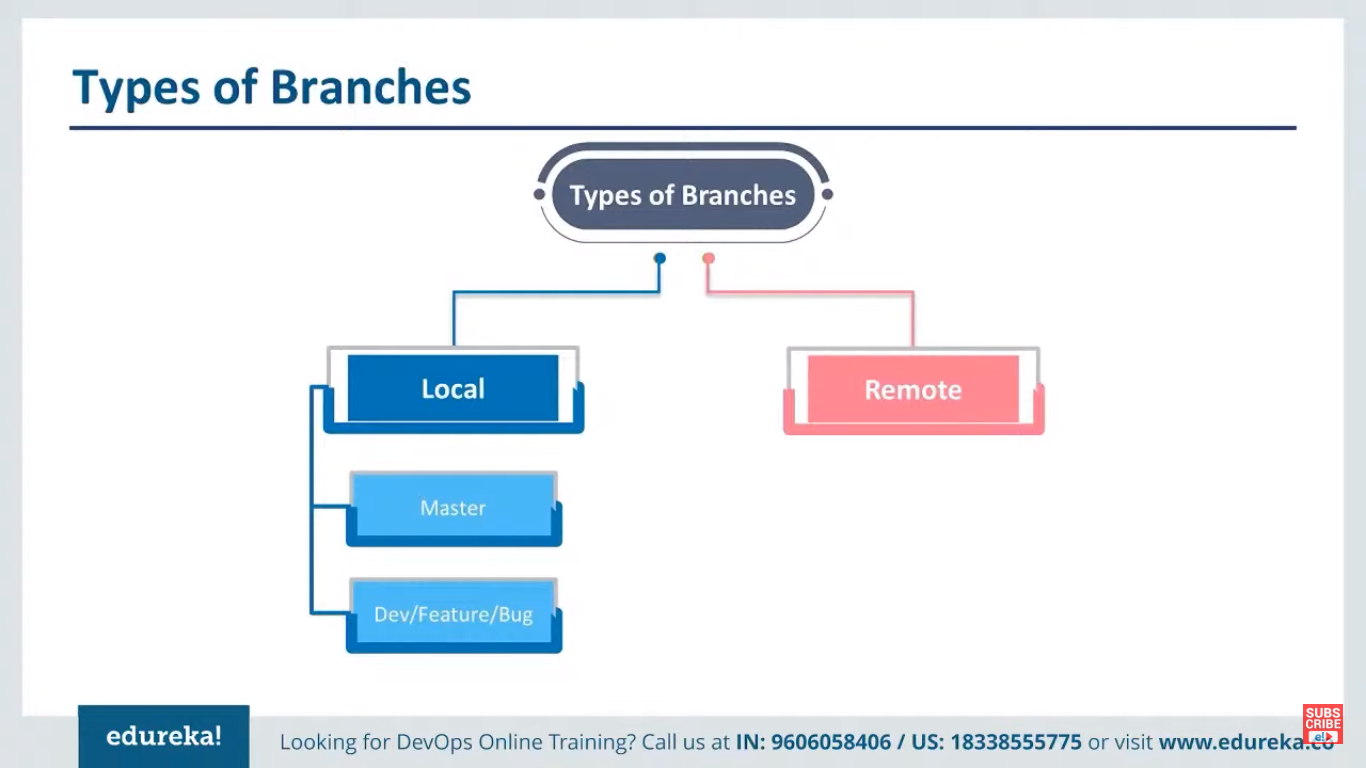 Types of Branches
Types of Branches
Local
Remote
Master
Dev/Feature/Bug
edureka!
Looking for DevOps Online Training? Call us at IN: 9606058406 / US: 18338555775 or visit www.edureka.co
SUBS
CRIBE
e!